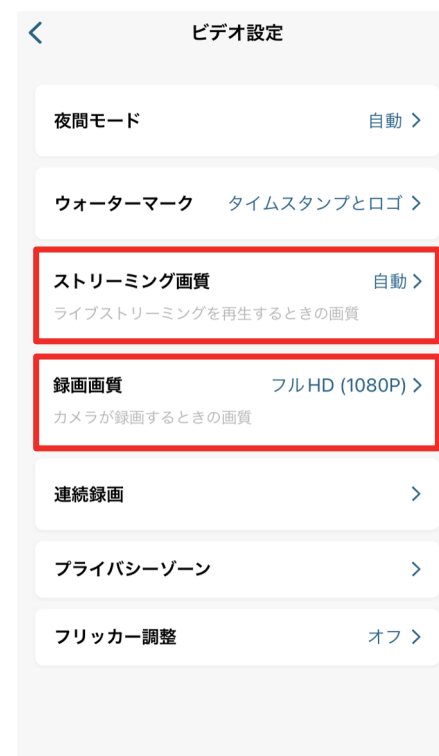 ビデオ設定
夜間モード 自動
ウォーターマーク タイムスタンプとロゴ
ストリーミング画質 自動
ライブストリーミングを再生するときの画質
録画画質 フルHD (1080P)
カメラが録画するときの画質
連続録画
プライバシーゾーン
フリッカー調整 オフ